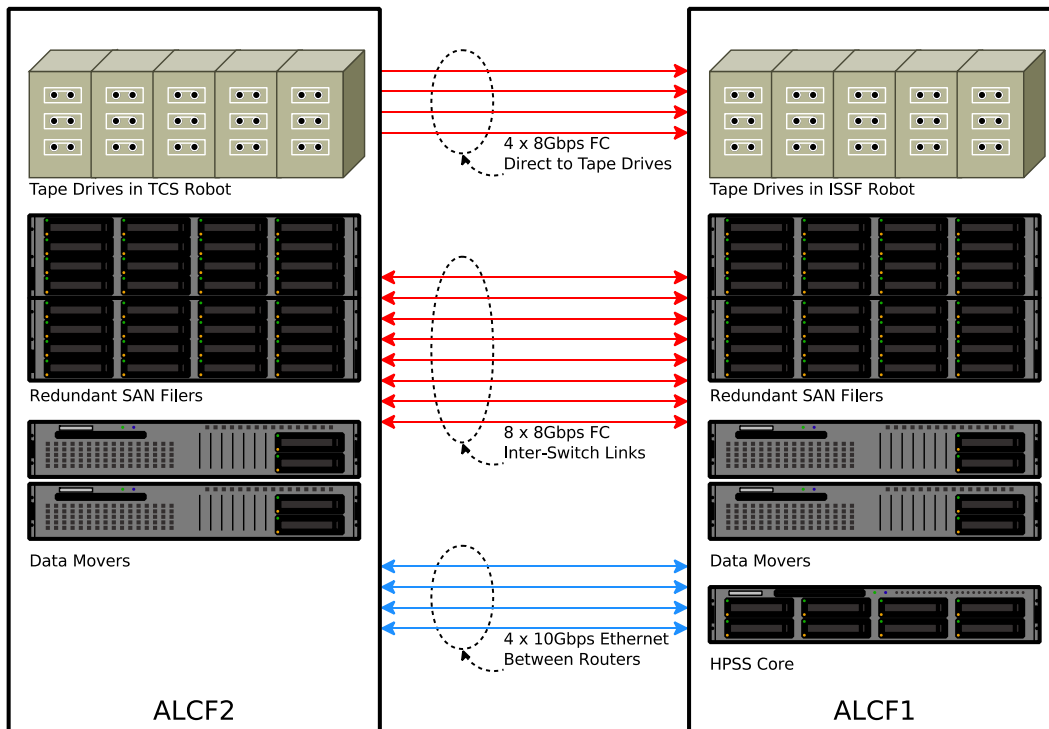 4 x 8Gbps FC
Direct to Tape Drives
Tape Drives in TCS Robot
Tape Drives in ISSF Robot
Redundant SAN Filers
Redundant SAN Filers
8 x 8Gbps FC
Inter-Switch Links
Data Movers
Data Movers
4 x 10Gbps Ethernet
Between Routers
HPSS Core
ALCF2
ALCF1